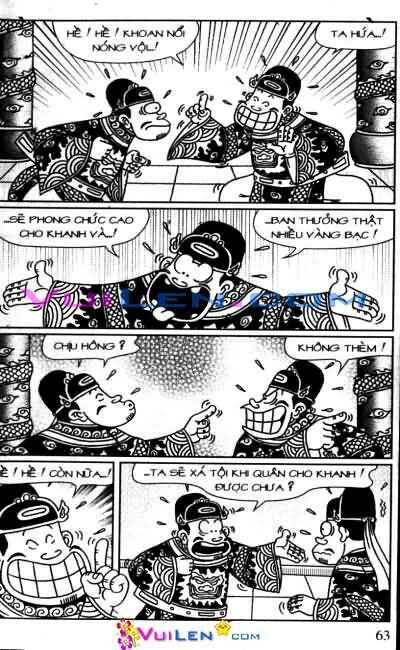 HỀ! HỀ! KHOAN NỔI
NÓNG VỘI..!
TA HỨA..!
..SẼ PHONG CHỨC CAO
CHO KHANH VÀ..!
..BAN THƯỞNG THẬT
NHIỀU VÀNG BẠC!
VUILEN.COM
CHỊU HÔNG?
KHÔNG THÈM!
Ề! HỀ! CÒN NỮA..!
..TA SẼ XÁ TỘI KHI QUÂN CHO KHANH!
ĐƯỢC CHƯA?
63
VUILEN.COM